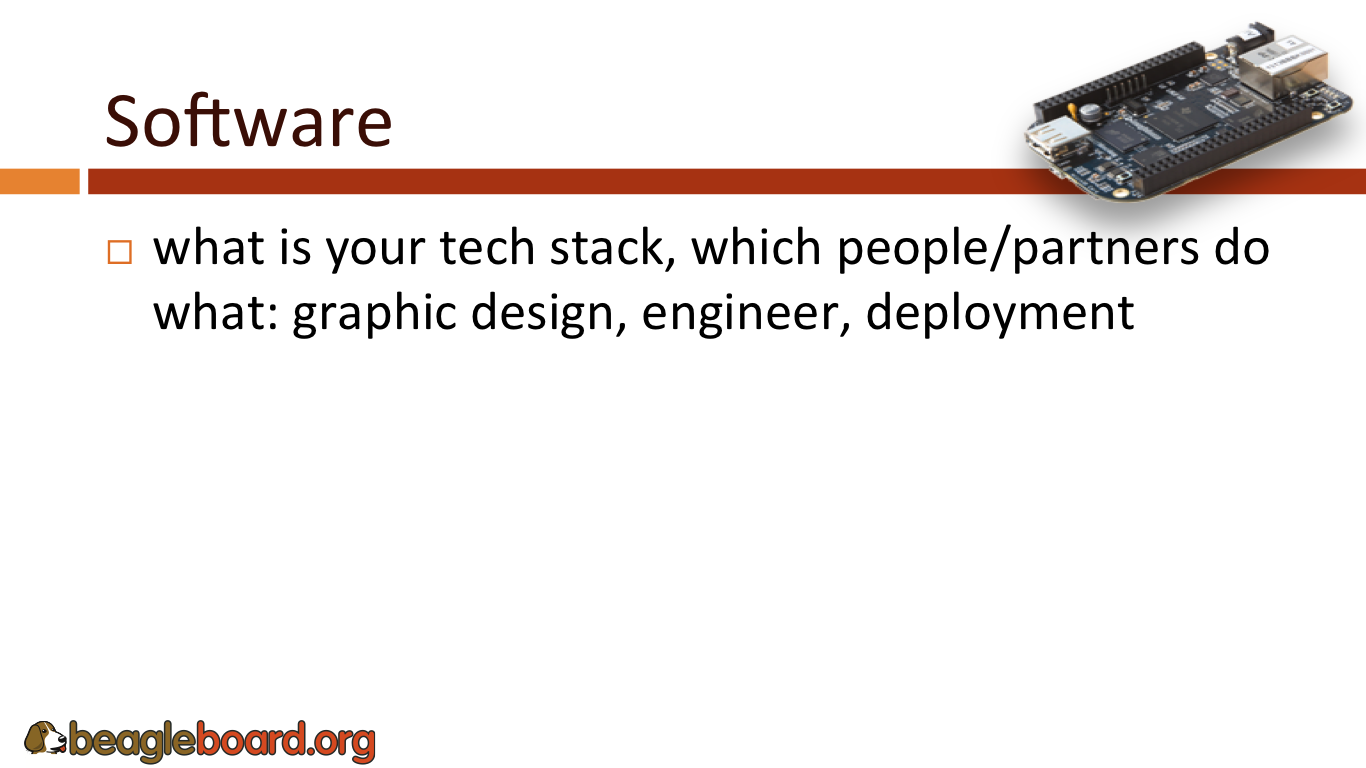 Software
what is your tech stack, which people/partners do
what: graphic design, engineer, deployment
beagleboard.org